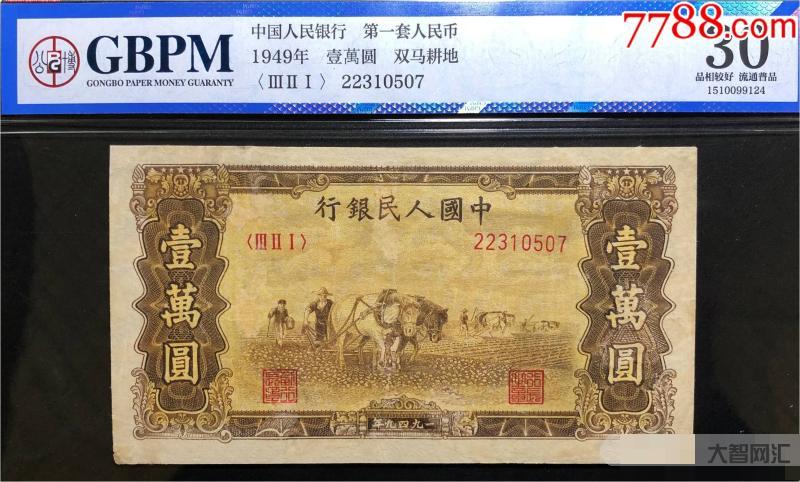 7788.com
GBPM
GONGBO PAPER MONEY GUARANTY
中国人民银行 第一套人民币
1949年 壹萬圆 双马耕地
〈ⅢⅡⅠ〉 22310507
30
品相较好 流通普品
1510099124
行銀民人國中
〈ⅢⅡⅠ〉 22310507
壹萬圓
壹萬圓
年九四九一
大智网汇